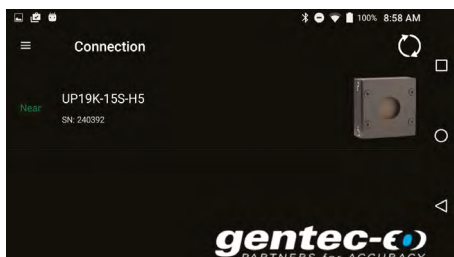 100% 8:58 AM
Connection
UP19K-15S-H5
Near
SN: 240392
gentec-eo
PARTNERS for ACCURACY